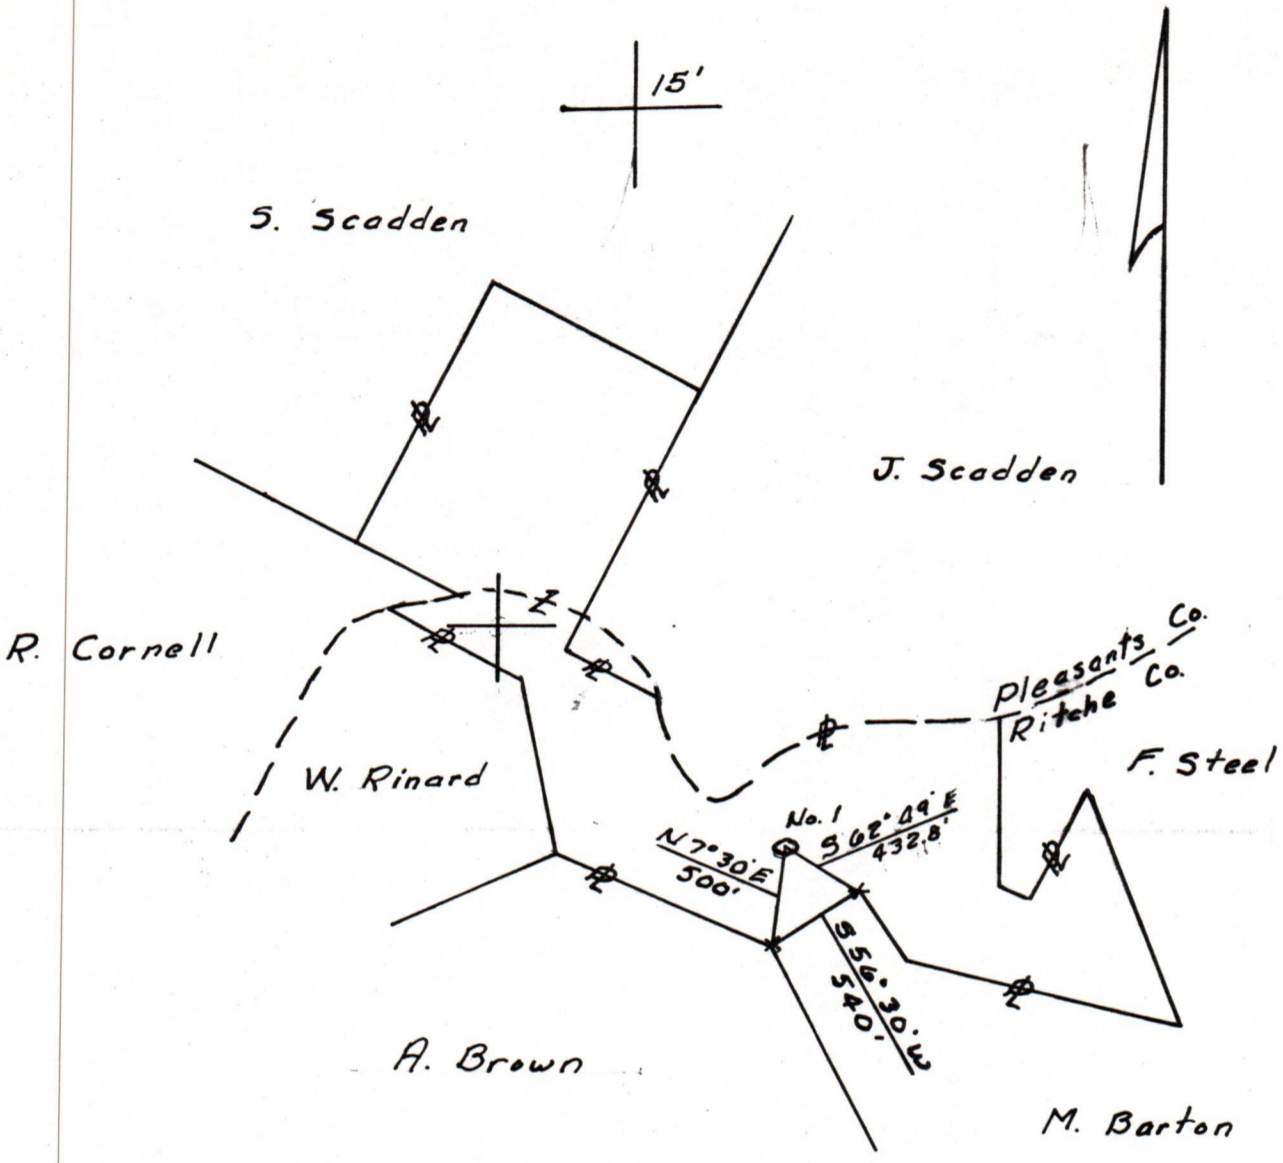 15'
S. Scadden
J. Scadden
R. Cornell
Pleasants Co.
Ritche Co.
F. Steel
W. Rinard
No. 1
S 62° 49' E
432.8'
N 7° 30' E
500'
S 56° 30' W
540'
A. Brown
M. Barton